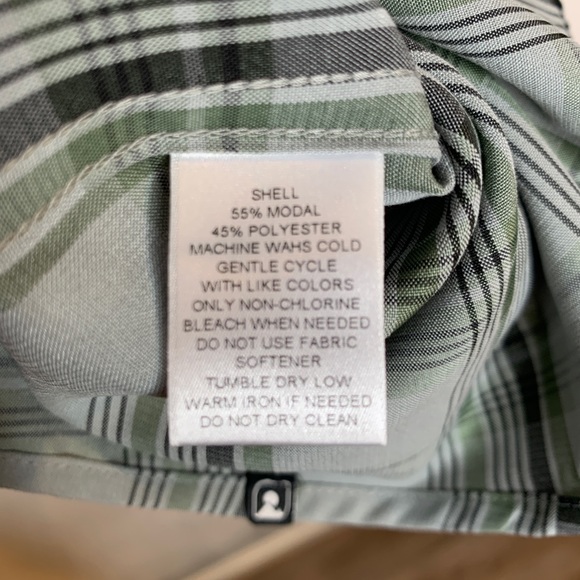 SHELL
55% MODAL
45% POLYESTER
MACHINE WAHS COLD
GENTLE CYCLE
WITH LIKE COLORS
ONLY NON-CHLORINE
BLEACH WHEN NEEDED
DO NOT USE FABRIC
SOFTENER
TUMBLE DRY LOW
WARM IRON IF NEEDED
DO NOT DRY CLEAN